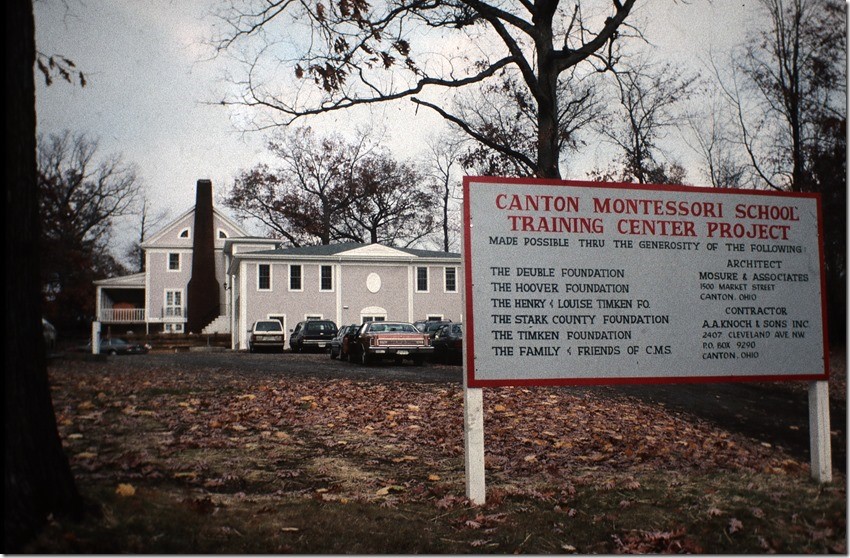 CANTON MONTESSORI SCHOOL
TRAINING CENTER PROJECT
MADE POSSIBLE THRU THE GENEROSITY OF THE FOLLOWING:
THE DEUBLE FOUNDATION
THE HOOVER FOUNDATION
THE HENRY & LOUISE TIMKEN FO.
THE STARK COUNTY FOUNDATION
THE TIMKEN FOUNDATION
THE FAMILY & FRIENDS OF C.M.S.
ARCHITECT
MOSURE & ASSOCIATES
1500 MARKET STREET
CANTON, OHIO
CONTRACTOR
A.A.KNOCH & SONS INC.
2407 CLEVELAND AVE. NW
P.O. BOX 9290
CANTON, OHIO